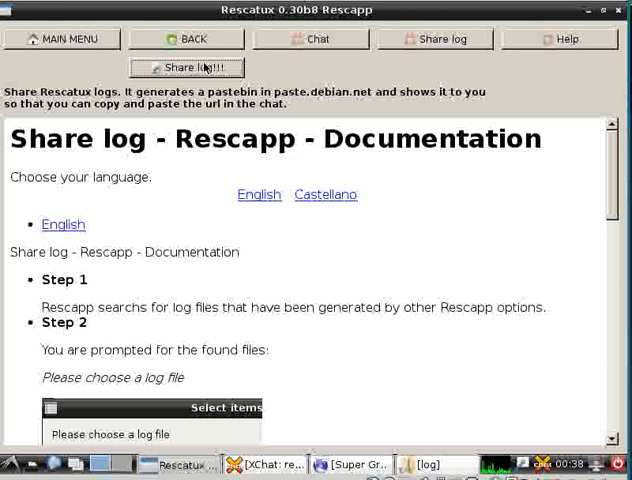 Rescatux 0.30b8 Rescapp
MAIN MENU
BACK
Chat
Share log
Help
Share log!!!
Share Rescatux logs. It generates a pastebin in paste.debian.net and shows it to you
so that you can copy and paste the url in the chat.
Share log - Rescapp - Documentation
Choose your language.
English Castellano
English
Share log - Rescapp - Documentation
Step 1
Rescapp searchs for log files that have been generated by other Rescapp options.
Step 2
You are prompted for the found files:
Please choose a log file
Select items
Please choose a log file
Rescatux ...
[XChat: re...
[Super Gr...
[log]
00:38